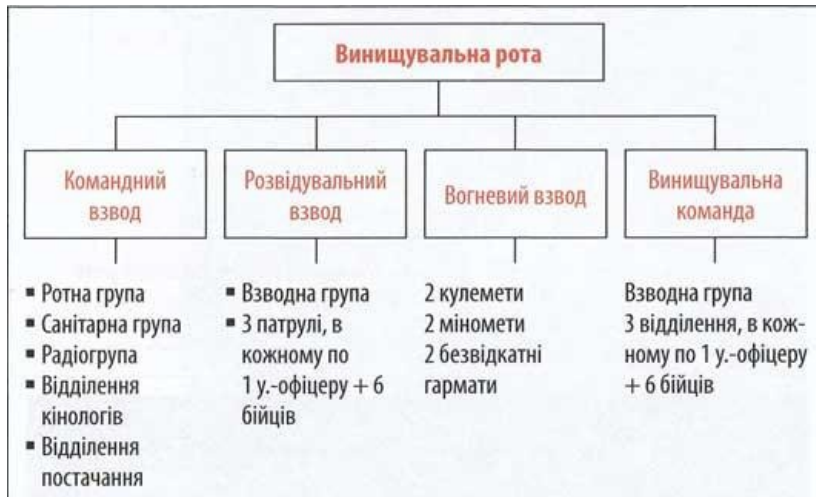 Винищувальна рота
Командний
взвод
Розвідувальний
взвод
Вогневий взвод
Винищувальна
команда
▪ Ротна група
▪ Санітарна група
▪ Радіогрупа
▪ Відділення
кінологів
▪ Відділення
постачання
▪ Взводна група
▪ 3 патрулі, в
кожному по
1 у.-офіцеру + 6
бійців
2 кулемети
2 міномети
2 безвідкатні
гармати
Взводна група
3 відділення, в кож-
ному по 1 у.-офіцеру
+ 6 бійців